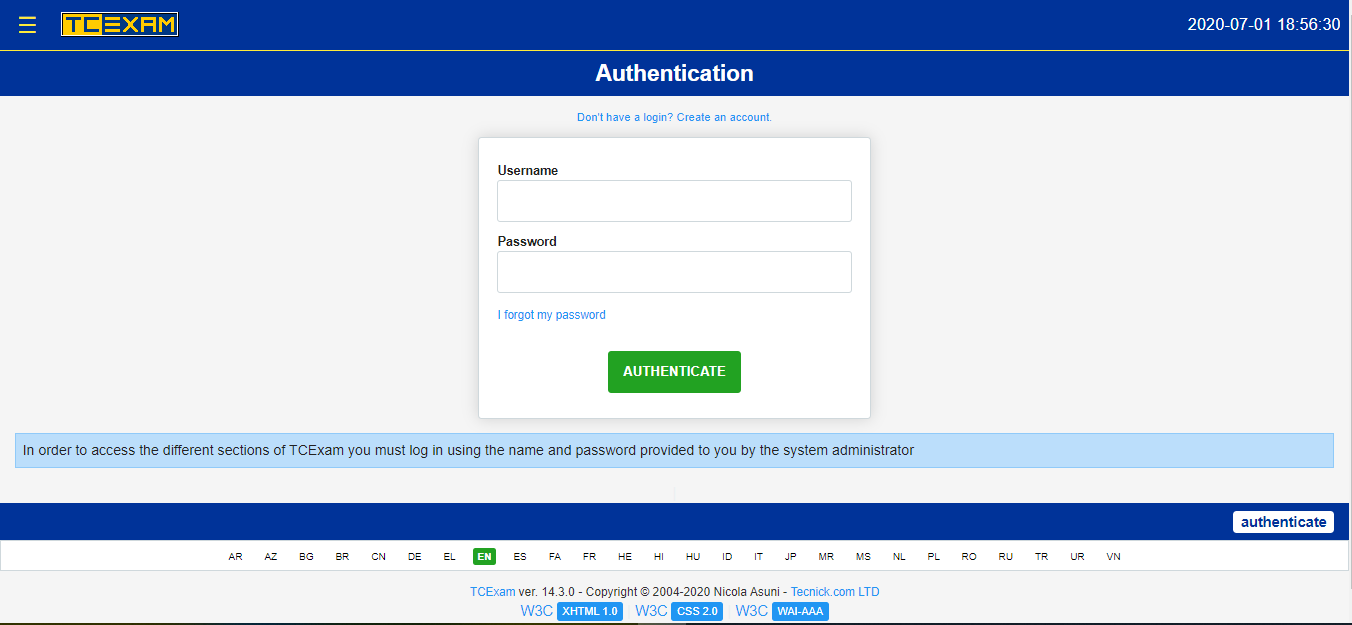 ☰ TCEXAM 2020-07-01 18:56:30
Authentication
Don't have a login? Create an account.
Username
Password
I forgot my password
AUTHENTICATE
In order to access the different sections of TCExam you must log in using the name and password provided to you by the system administrator
authenticate
AR AZ BG BR CN DE EL EN ES FA FR HE HI HU ID IT JP MR MS NL PL RO RU TR UR VN
TCExam ver. 14.3.0 - Copyright © 2004-2020 Nicola Asuni - Tecnick.com LTD
W3C XHTML 1.0 W3C CSS 2.0 W3C WAI-AAA